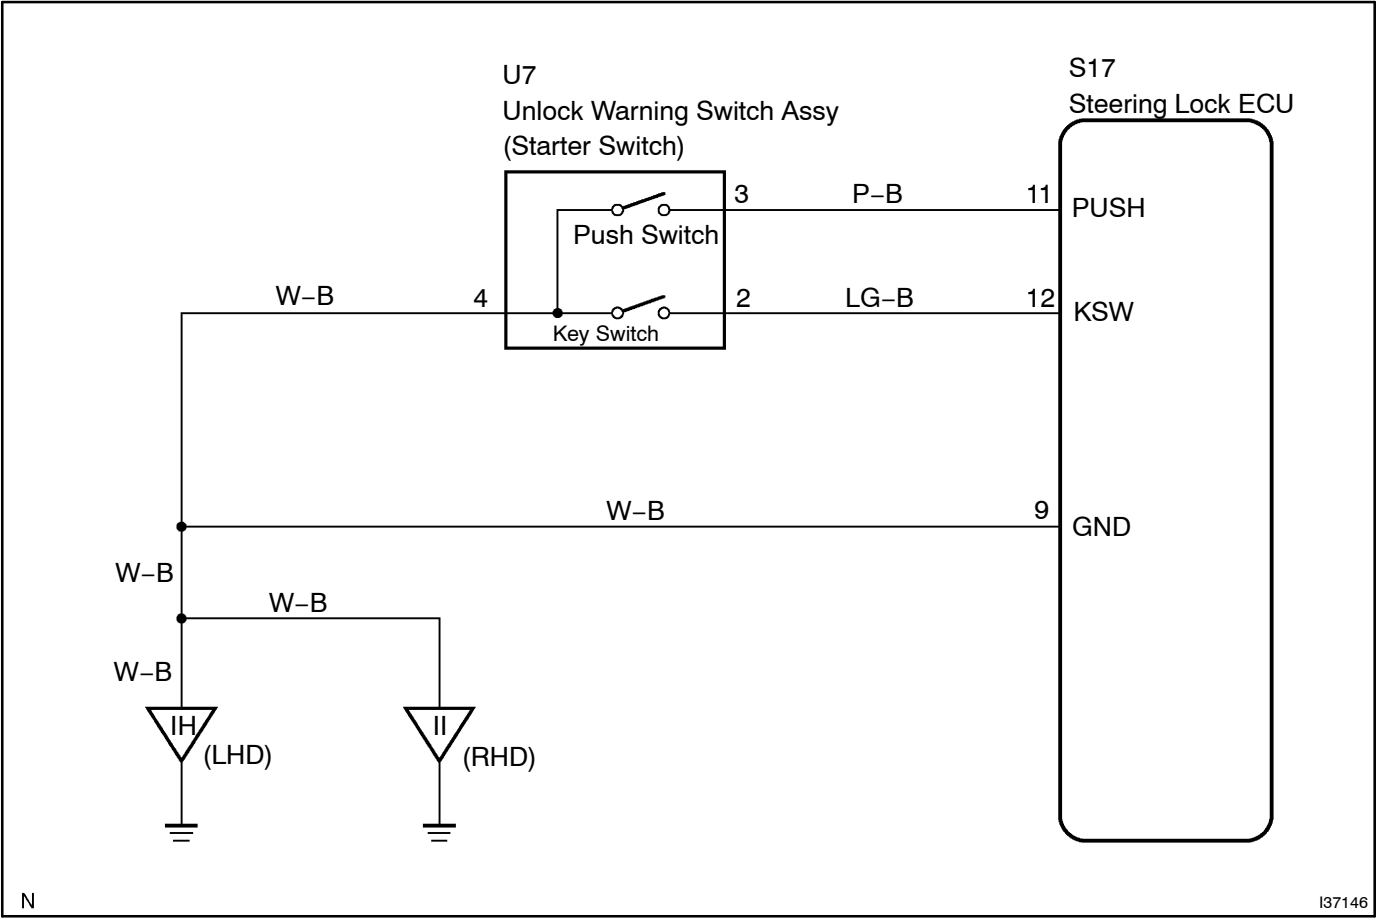 U7
Unlock Warning Switch Assy
(Starter Switch)
S17
Steering Lock ECU
3
P–B
11
PUSH
Push Switch
W–B
4
2
LG–B
12
KSW
Key Switch
W–B
9
GND
W–B
W–B
W–B
IH
(LHD)
II
(RHD)
N
I37146